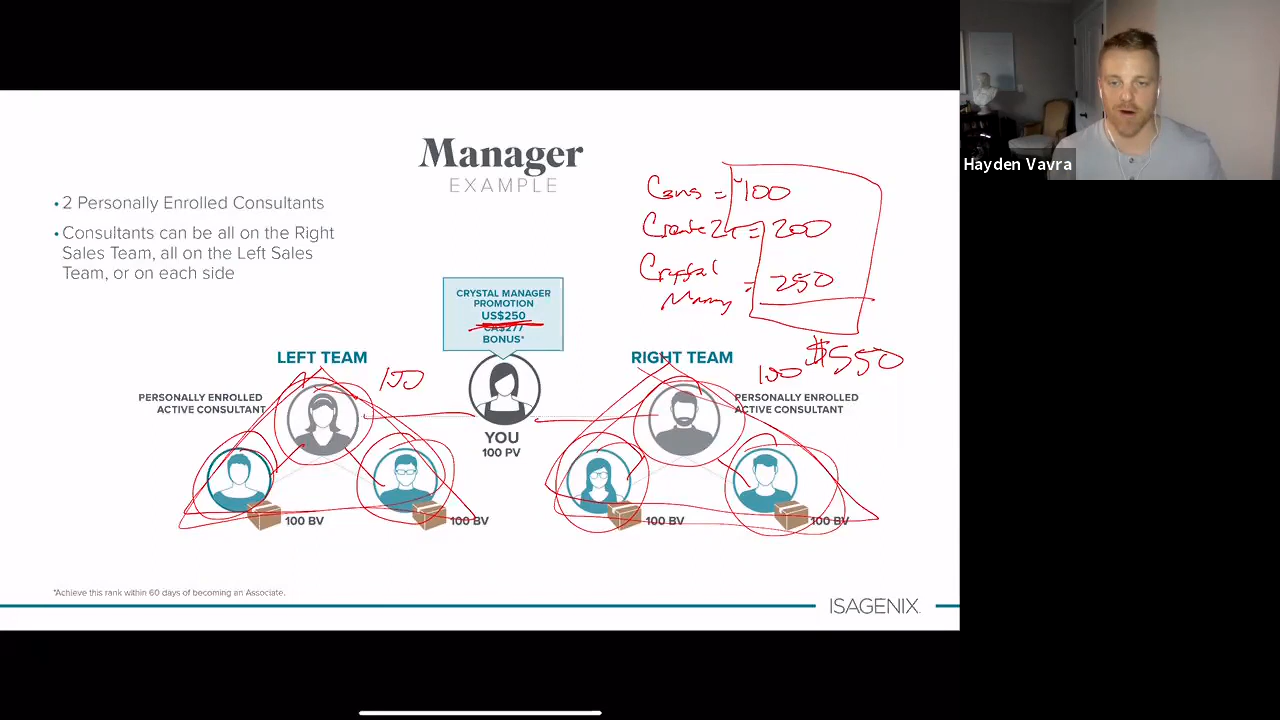 Manager
EXAMPLE
• 2 Personally Enrolled Consultants
• Consultants can be all on the Right
Sales Team, all on the Left Sales
Team, or on each side
Cons = 100
Create 2 = 200
Crystal
= 250
$550
Hayden Vavra
CRYSTAL MANAGER
PROMOTION
US$250
CA$277
BONUS*
LEFT TEAM
100
PERSONALLY ENROLLED
ACTIVE CONSULTANT
YOU
100 PV
RIGHT TEAM
100
PERSONALLY ENROLLED
ACTIVE CONSULTANT
100 BV
100 BV
100 BV
100 BV
*Achieve this rank within 60 days of becoming an Associate.
ISAGENIX